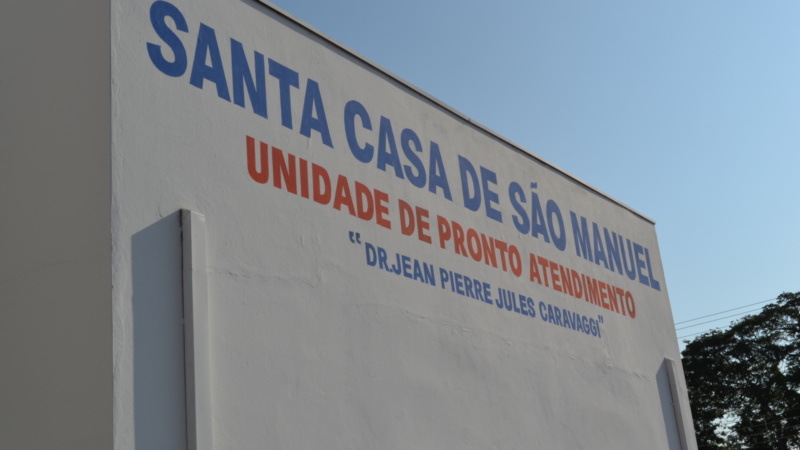 SANTA CASA DE SÃO MANUEL
UNIDADE DE PRONTO ATENDIMENTO
“DR.JEAN PIERRE JULES CARAVAGGI”